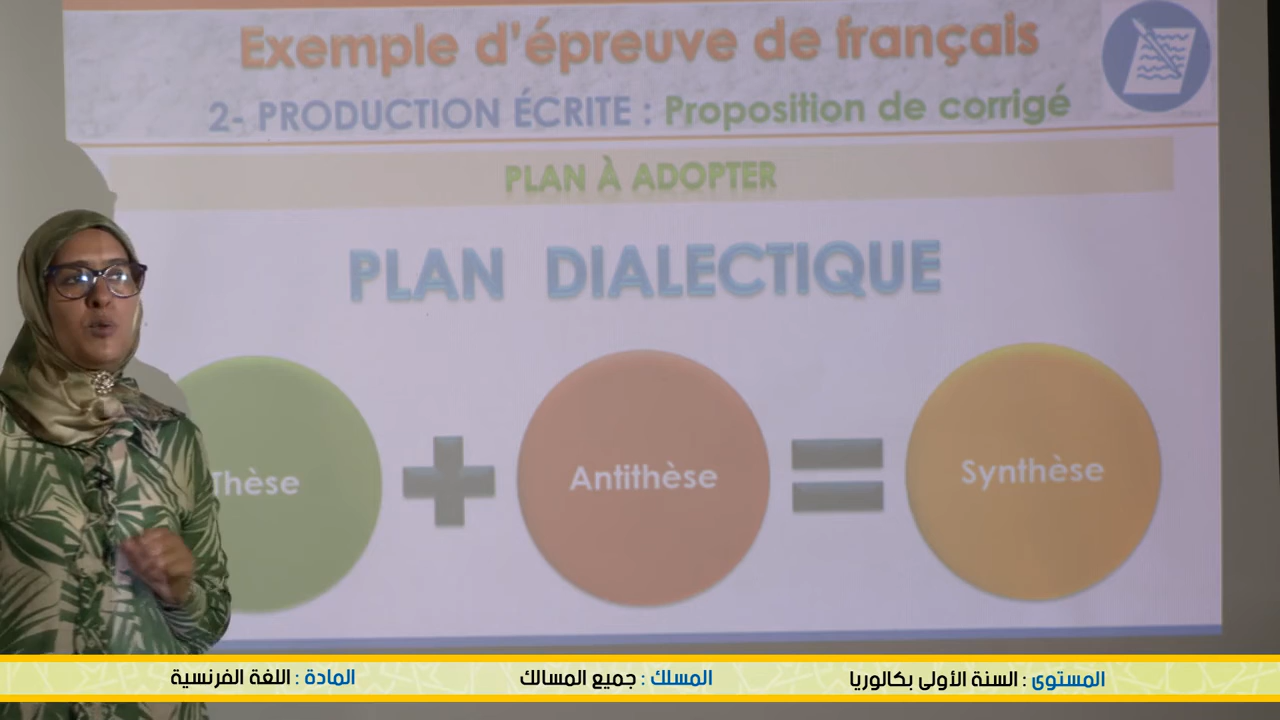 Exemple d'épreuve de français
2- PRODUCTION ÉCRITE : Proposition de corrigé
PLAN À ADOPTER
PLAN DIALECTIQUE
Thèse
Antithèse
Synthèse
المستوى : السنة الأولى بكالوريا
المسلك : جميع المسالك
المادة : اللغة الفرنسية